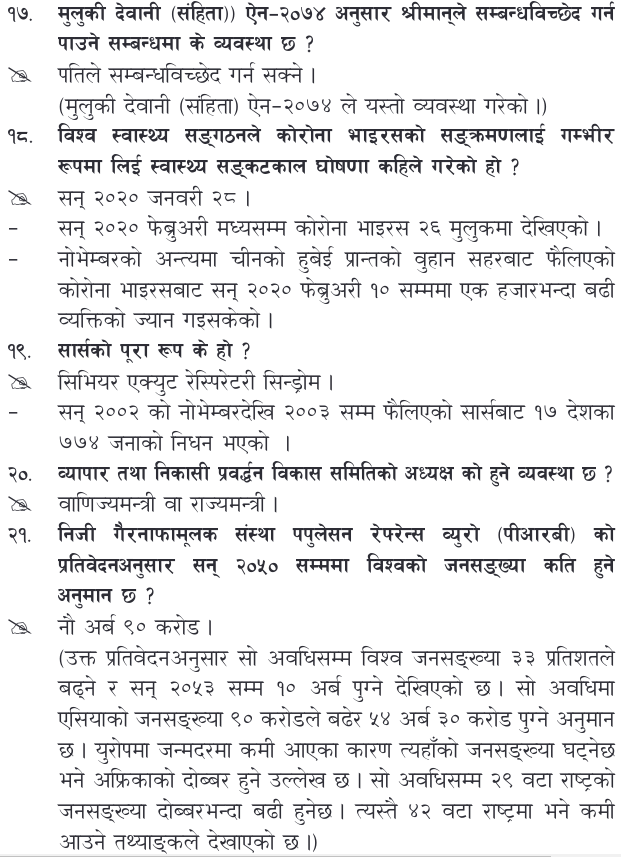 १७. मुलुकी देवानी (संहिता)) ऐन-२०७४ अनुसार श्रीमान्ले सम्बन्धविच्छेद गर्न
पाउने सम्बन्धमा के व्यवस्था छ ?
पतिले सम्बन्धविच्छेद गर्न सक्ने ।
(मुलुकी देवानी (संहिता) ऐन-२०७४ ले यस्तो व्यवस्था गरेको ।)
१८. विश्व स्वास्थ्य सङ्गठनले कोरोना भाइरसको सङ्क्रमणलाई गम्भीर
रूपमा लिई स्वास्थ्य सङ्कटकाल घोषणा कहिले गरेको हो ?
सन् २०२० जनवरी २८ ।
- सन् २०२० फेब्रुअरी मध्यसम्म कोरोना भाइरस २६ मुलुकमा देखिएको ।
- नोभेम्बरको अन्त्यमा चीनको हुबेई प्रान्तको वुहान सहरबाट फैलिएको
कोरोना भाइरसबाट सन् २०२० फेब्रुअरी १० सम्ममा एक हजारभन्दा बढी
व्यक्तिको ज्यान गइसकेको ।
१९. सार्सको पूरा रूप के हो ?
सिभियर एक्युट रेस्पिरेटरी सिन्ड्रोम ।
- सन् २००२ को नोभेम्बरदेखि २००३ सम्म फैलिएको सार्सबाट १७ देशका
७७४ जनाको निधन भएको ।
२०. व्यापार तथा निकासी प्रवर्द्धन विकास समितिको अध्यक्ष को हुने व्यवस्था छ ?
वाणिज्यमन्त्री वा राज्यमन्त्री ।
२१. निजी गैरनाफामूलक संस्था पपुलेसन रेफरेन्स ब्युरो (पीआरबी) को
प्रतिवेदनअनुसार सन् २०५० सम्ममा विश्वको जनसङ्ख्या कति हुने
अनुमान छ ?
नौ अर्ब ९० करोड ।
(उक्त प्रतिवेदनअनुसार सो अवधिसम्म विश्व जनसङ्ख्या ३३ प्रतिशतले
बढ्ने र सन् २०५३ सम्म १० अर्ब पुग्ने देखिएको छ । सो अवधिमा
एसियाको जनसङ्ख्या ९० करोडले बढेर ५४ अर्ब ३० करोड पुग्ने अनुमान
छ । युरोपमा जन्मदरमा कमी आएका कारण त्यहाँको जनसङ्ख्या घट्नेछ
भने अफ्रिकाको दोब्बर हुने उल्लेख छ । सो अवधिसम्म २९ वटा राष्ट्रको
जनसङ्ख्या दोब्बरभन्दा बढी हुनेछ । त्यस्तै ४२ वटा राष्ट्रमा भने कमी
आउने तथ्याङ्कले देखाएको छ ।)